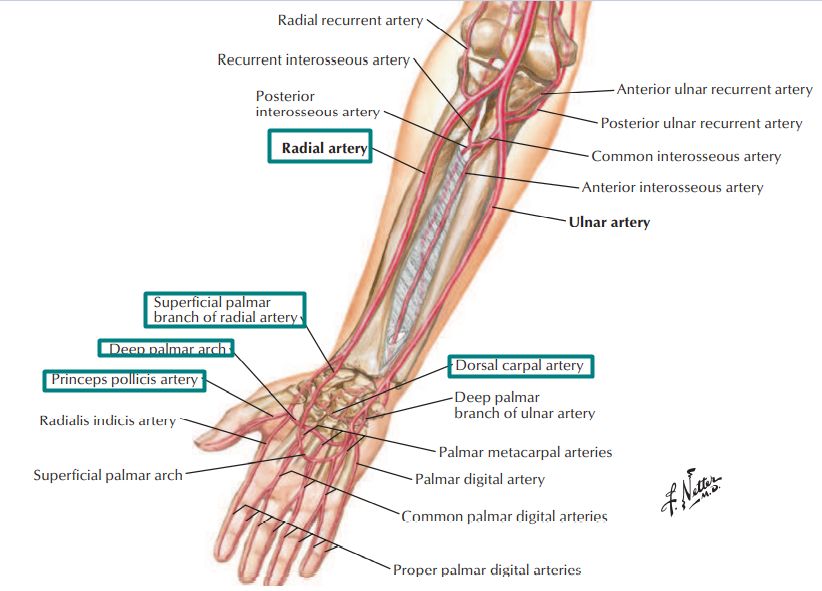 Radial recurrent artery
Recurrent interosseous artery
Posterior
interosseous artery
Radial artery
Anterior ulnar recurrent artery
Posterior ulnar recurrent artery
Common interosseous artery
Anterior interosseous artery
Ulnar artery
Superficial palmar
branch of radial artery
Deep palmar arch
Princeps pollicis artery
Radialis indicis artery
Superficial palmar arch
Dorsal carpal artery
Deep palmar
branch of ulnar artery
Palmar metacarpal arteries
Palmar digital artery
Common palmar digital arteries
Proper palmar digital arteries
F. Netter
M.D.